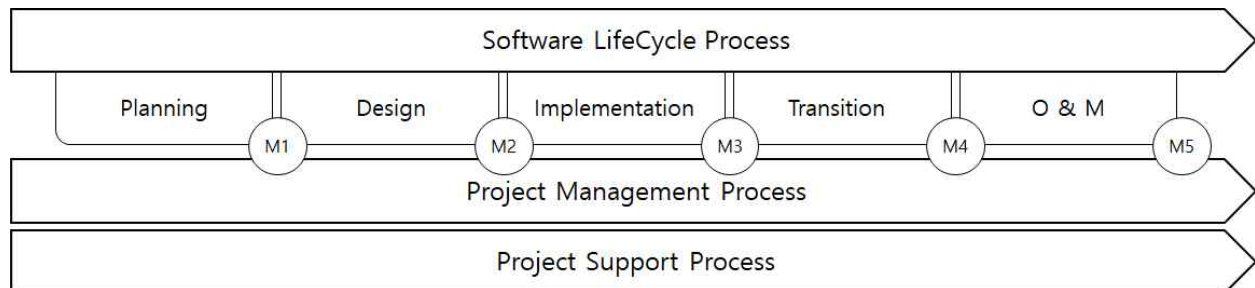 Software LifeCycle Process
Planning
Design
Implementation
Transition
O & M
M1
M2
M3
M4
M5
Project Management Process
Project Support Process